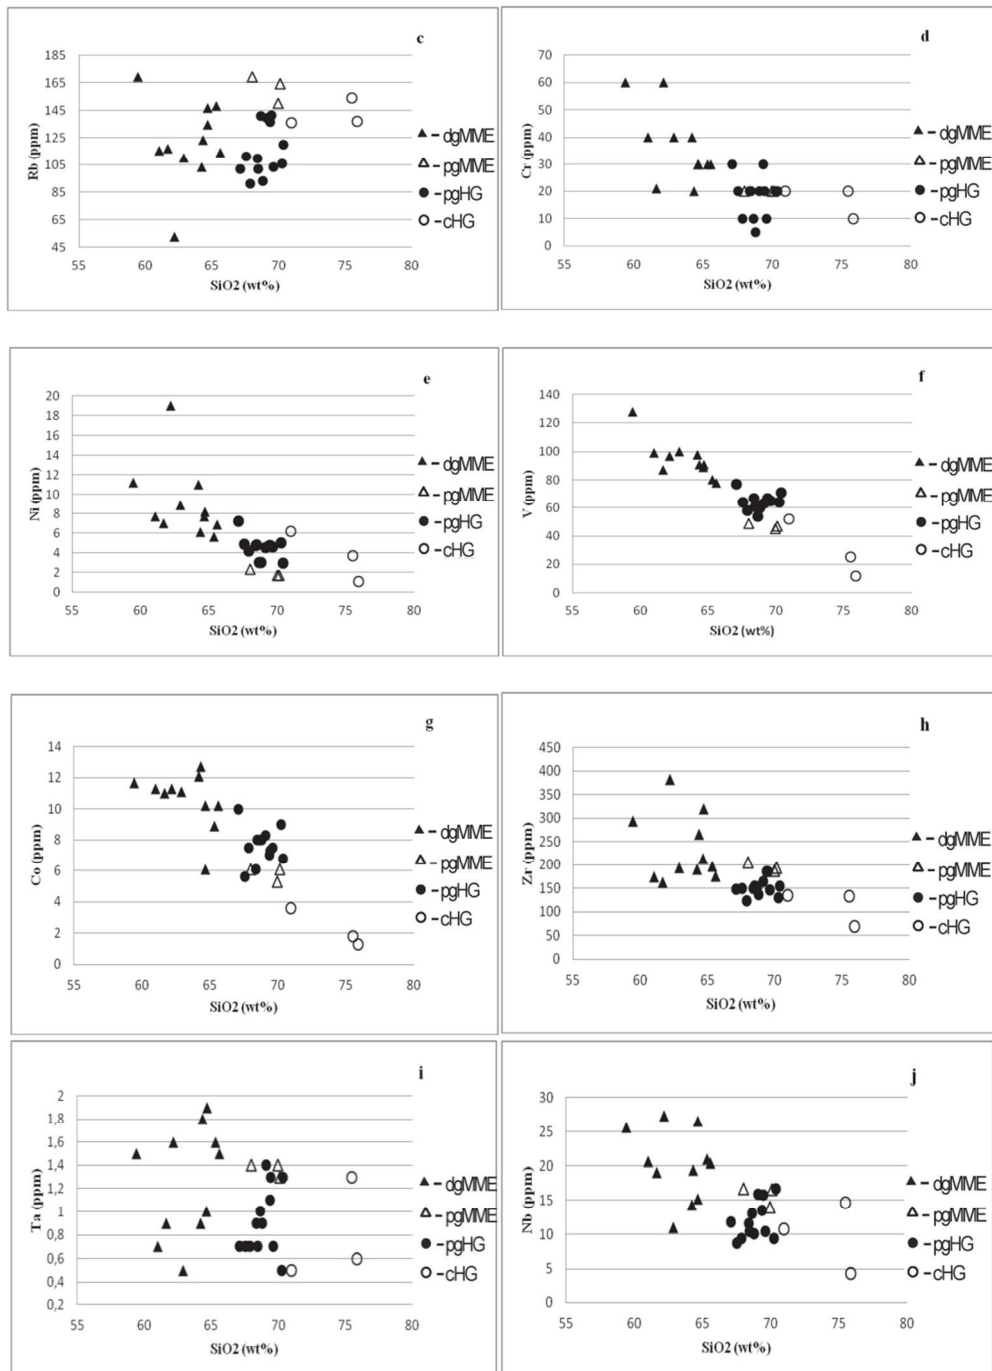 c
185
165
145
125
105
85
65
45
Rb (ppm)
55 60 65 70 75 80
SiO2 (wt%)
▲ – dgMME
△ – pgMME
● – pgHG
○ – cHG
d
70
60
50
40
30
20
10
0
Cr (ppm)
55 60 65 70 75 80
SiO2 (wt%)
▲ – dgMME
△ – pgMME
● – pgHG
○ – cHG
e
20
18
16
14
12
10
8
6
4
2
0
Ni (ppm)
55 60 65 70 75 80
SiO2 (wt%)
▲ – dgMME
△ – pgMME
● – pgHG
○ – cHG
f
140
120
100
80
60
40
20
0
V (ppm)
55 60 65 70 75 80
SiO2 (wt%)
▲ – dgMME
△ – pgMME
● – pgHG
○ – cHG
g
14
12
10
8
6
4
2
0
Co (ppm)
55 60 65 70 75 80
SiO2 (wt%)
▲ – dgMME
△ – pgMME
● – pgHG
○ – cHG
h
450
400
350
300
250
200
150
100
50
0
Zr (ppm)
55 60 65 70 75 80
SiO2 (wt%)
▲ – dgMME
△ – pgMME
● – pgHG
○ – cHG
i
2
1,8
1,6
1,4
1,2
1
0,8
0,6
0,4
0,2
Ta (ppm)
55 60 65 70 75 80
SiO2 (wt%)
▲ – dgMME
△ – pgMME
● – pgHG
○ – cHG
j
30
25
20
15
10
5
0
Nb (ppm)
55 60 65 70 75 80
SiO2 (wt%)
▲ – dgMME
△ – pgMME
● – pgHG
○ – cHG